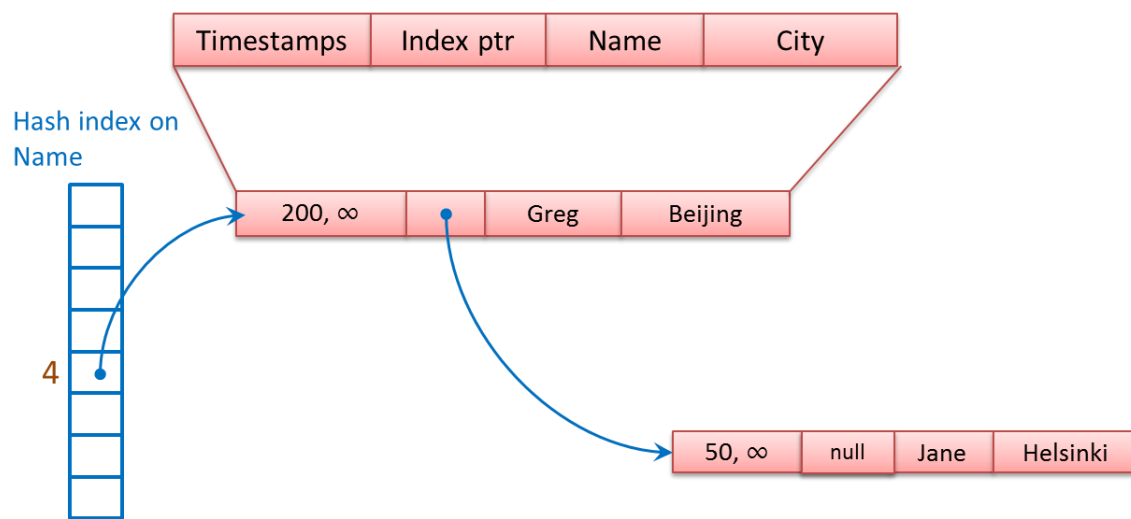 Timestamps Index ptr Name City
Hash index on
Name
200, ∞ Greg Beijing
4
50, ∞ null Jane Helsinki